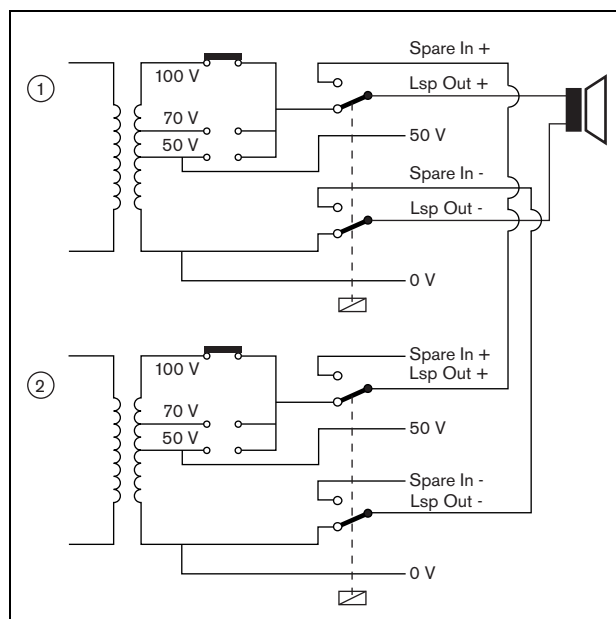 Spare In +
100 V
Lsp Out +
1
70 V
50 V
50 V
Spare In -
Lsp Out -
0 V
Spare In +
100 V
Lsp Out +
2
70 V
50 V
50 V
Spare In -
Lsp Out -
0 V